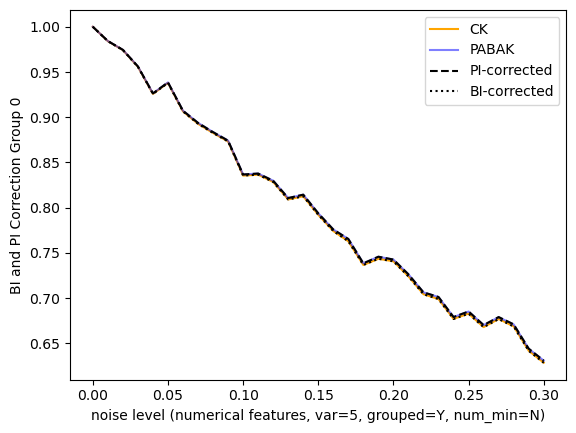 1.00
0.95
0.90
0.85
0.80
0.75
0.70
0.65
BI and PI Correction Group 0
CK
PABAK
PI-corrected
BI-corrected
0.00 0.05 0.10 0.15 0.20 0.25 0.30
noise level (numerical features, var=5, grouped=Y, num_min=N)